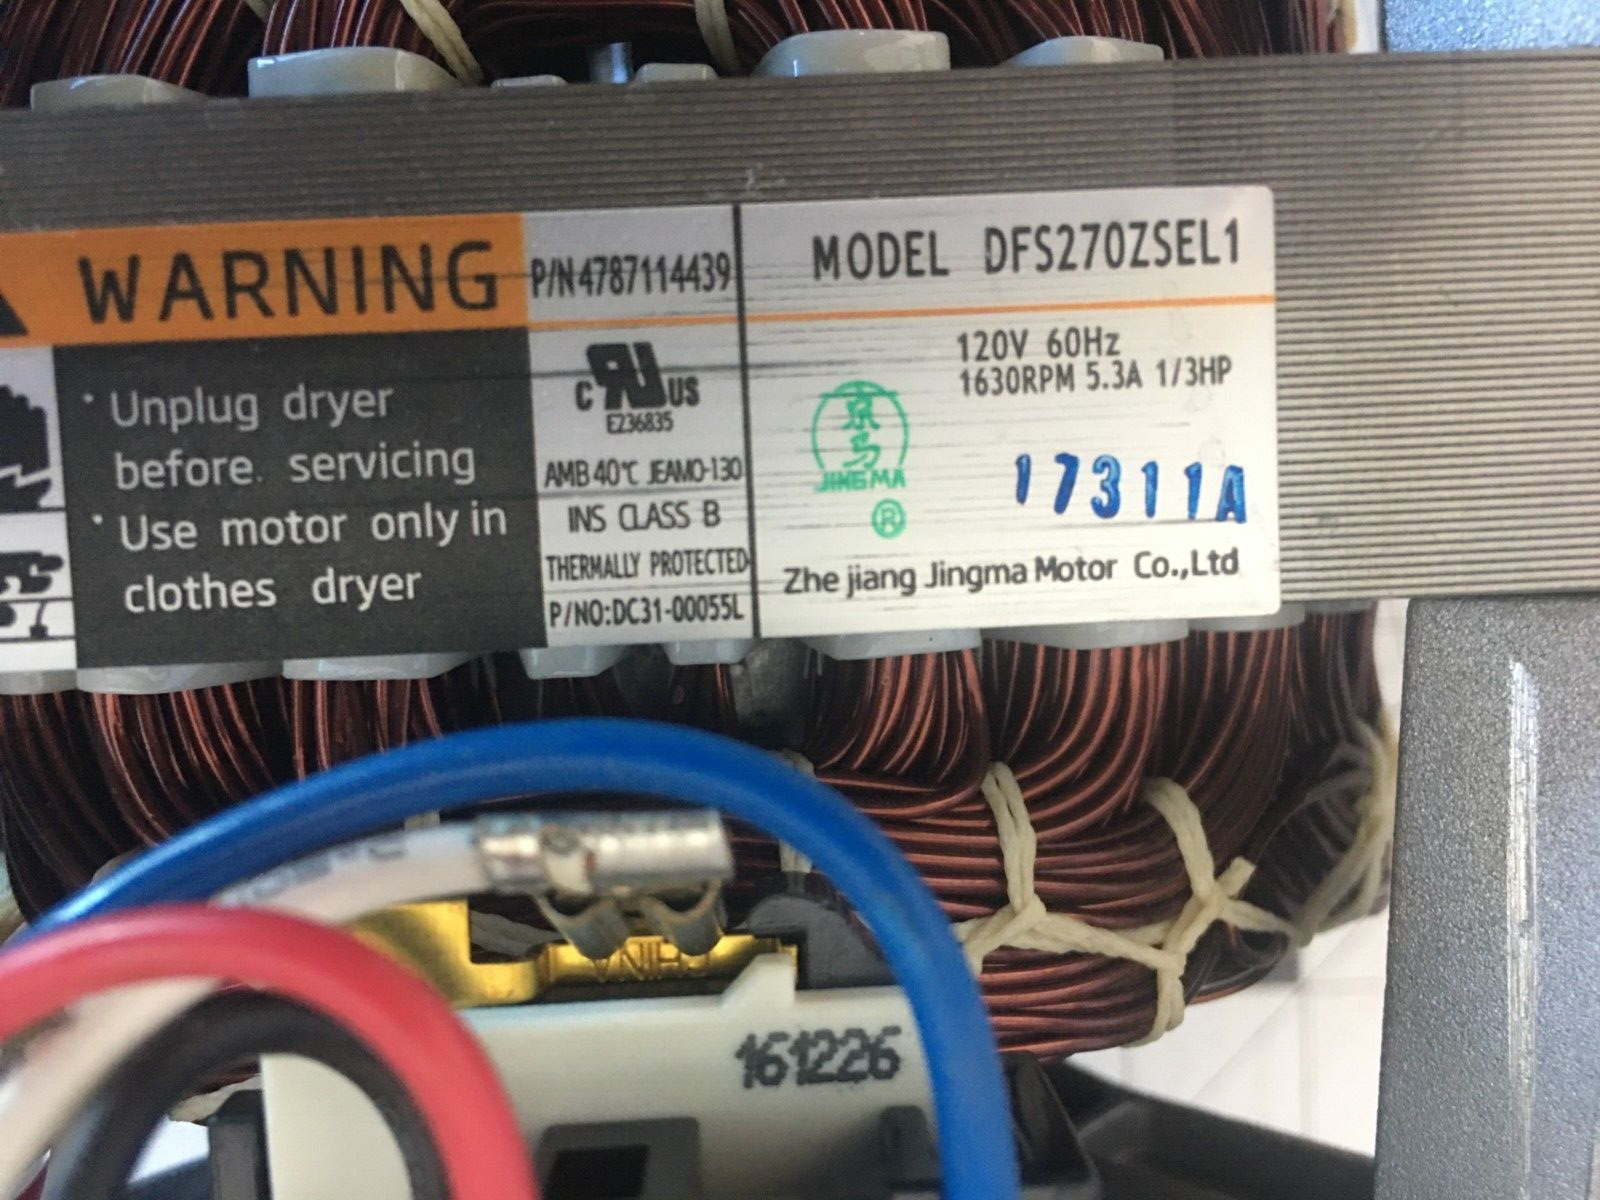 WARNING
· Unplug dryer
before. servicing
· Use motor only in
clothes dryer
P/N4787114439
C RU US
E236835
AMB 40℃ JEAMO-130
INS CLASS B
THERMALLY PROTECTED
P/NO:DC31-00055L
MODEL DFS270ZSEL1
120V 60Hz
1630RPM 5.3A 1/3HP
京马
JINGMA
®
17311A
Zhe jiang Jingma Motor Co.,Ltd
CHINA
161226